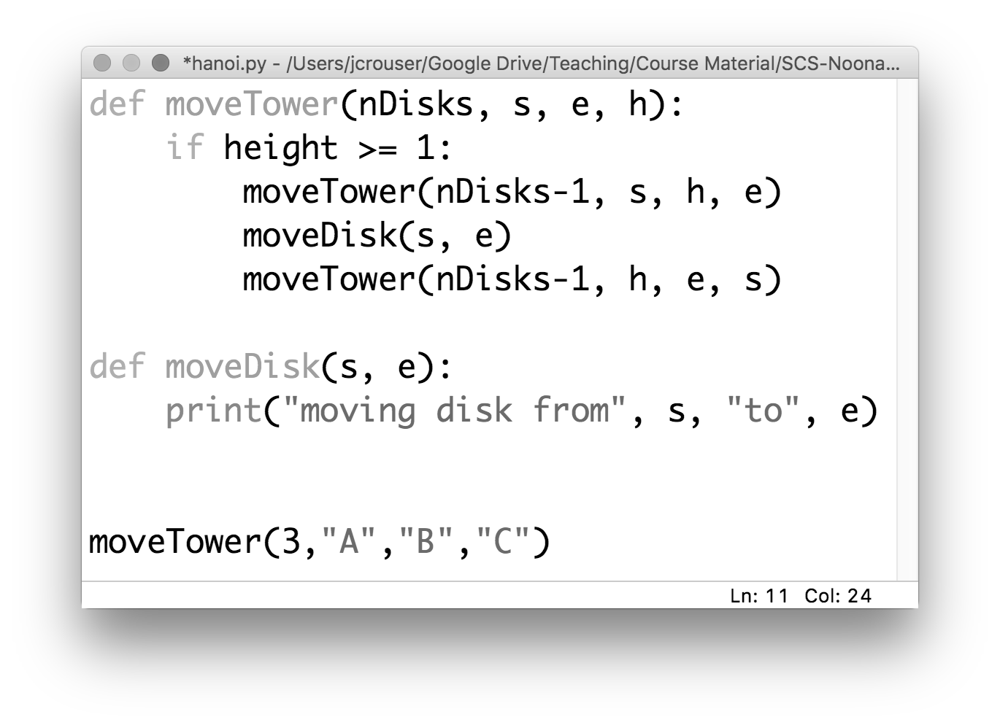 *hanoi.py - /Users/jcrouser/Google Drive/Teaching/Course Material/SCS-Noona...
def moveTower(nDisks, s, e, h):
    if height >= 1:
        moveTower(nDisks-1, s, h, e)
        moveDisk(s, e)
        moveTower(nDisks-1, h, e, s)
def moveDisk(s, e):
    print("moving disk from", s, "to", e)
moveTower(3,"A","B","C")
Ln: 11 Col: 24